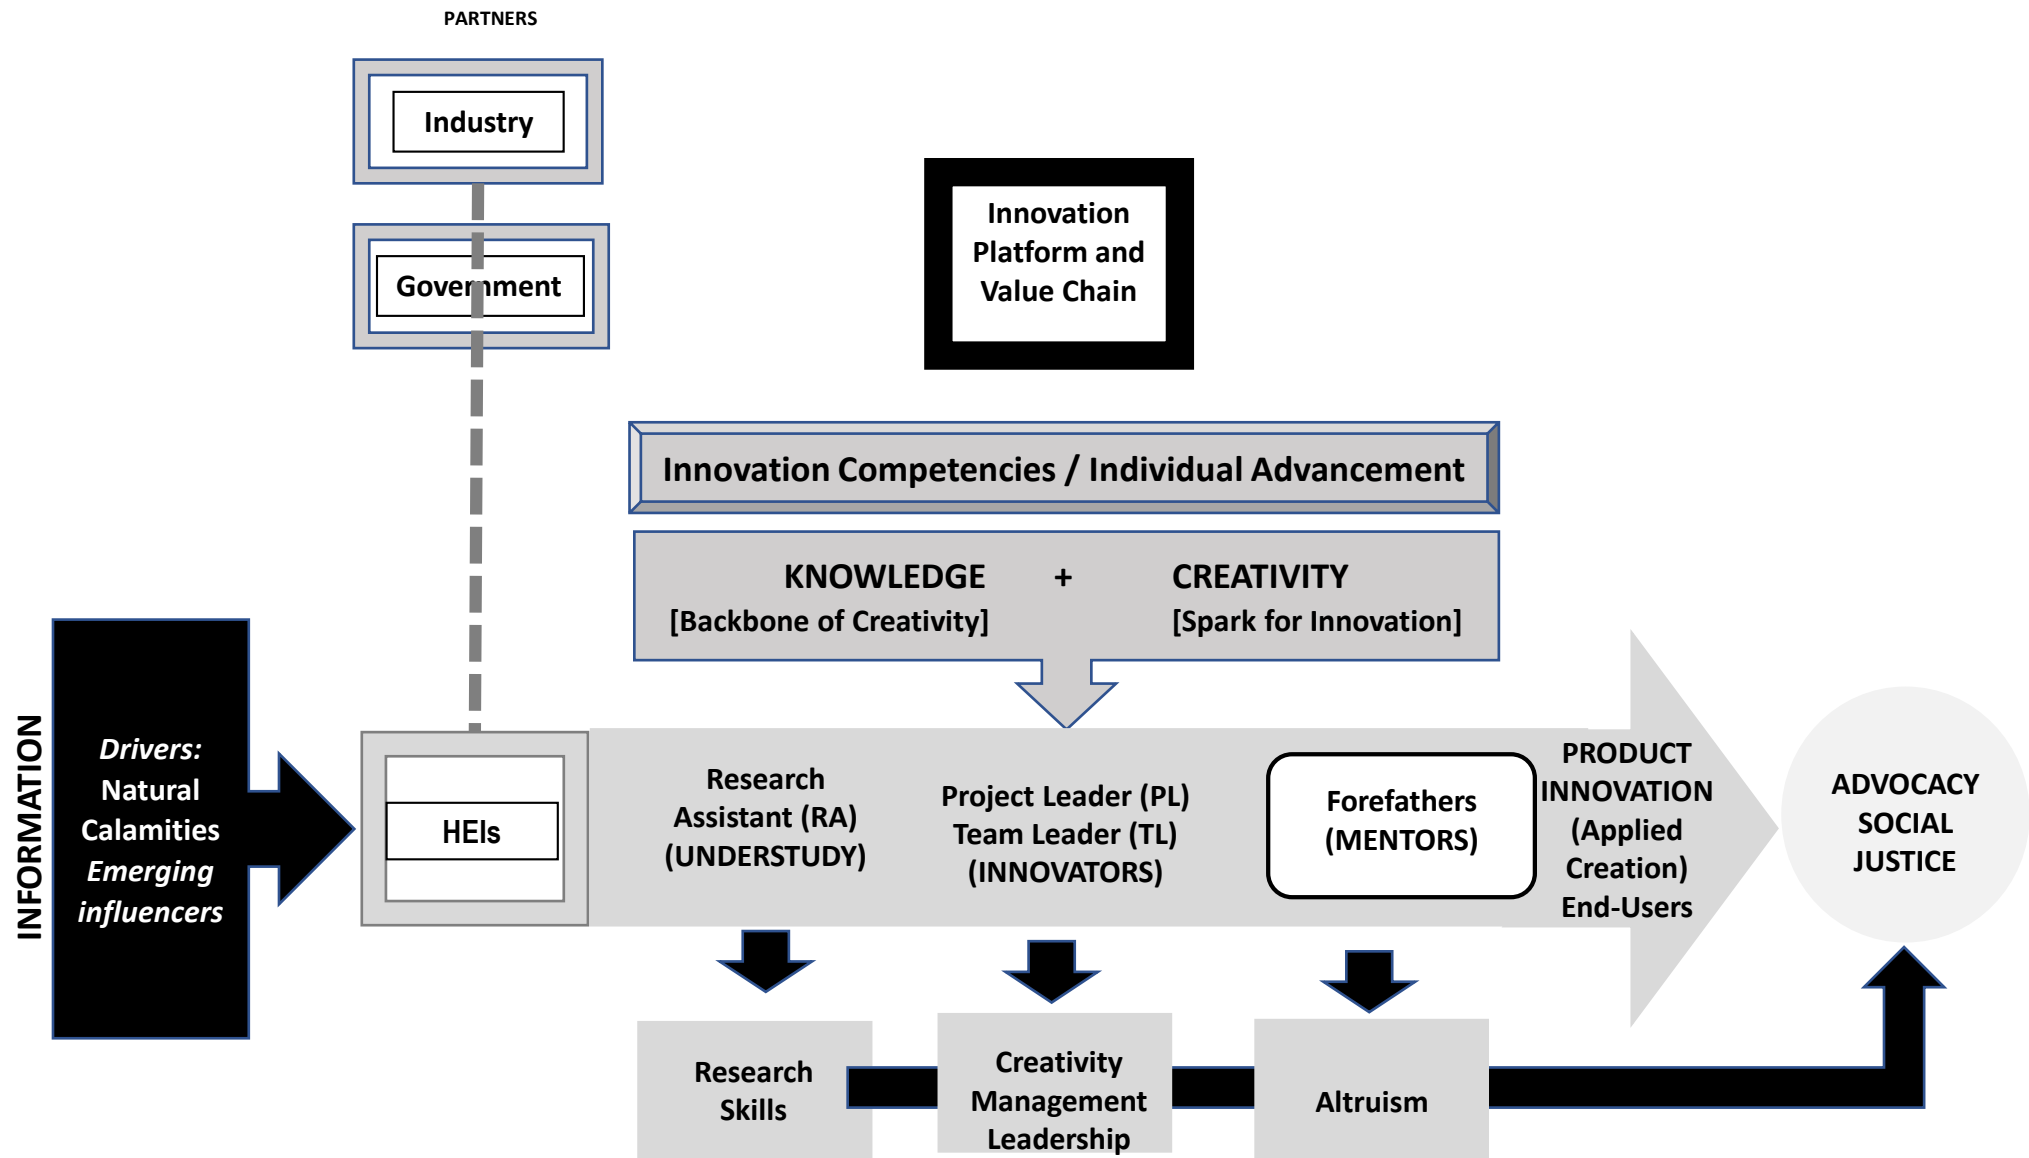 PARTNERS
Industry
Government
Innovation
Platform and
Value Chain
Innovation Competencies / Individual Advancement
KNOWLEDGE + CREATIVITY
[Backbone of Creativity] [Spark for Innovation]
INFORMATION
Drivers:
Natural
Calamities
Emerging
influencers
HEIs
Research
Assistant (RA)
(UNDERSTUDY)
Project Leader (PL)
Team Leader (TL)
(INNOVATORS)
Forefathers
(MENTORS)
PRODUCT
INNOVATION
(Applied
Creation)
End-Users
ADVOCACY
SOCIAL
JUSTICE
Research
Skills
Creativity
Management
Leadership
Altruism